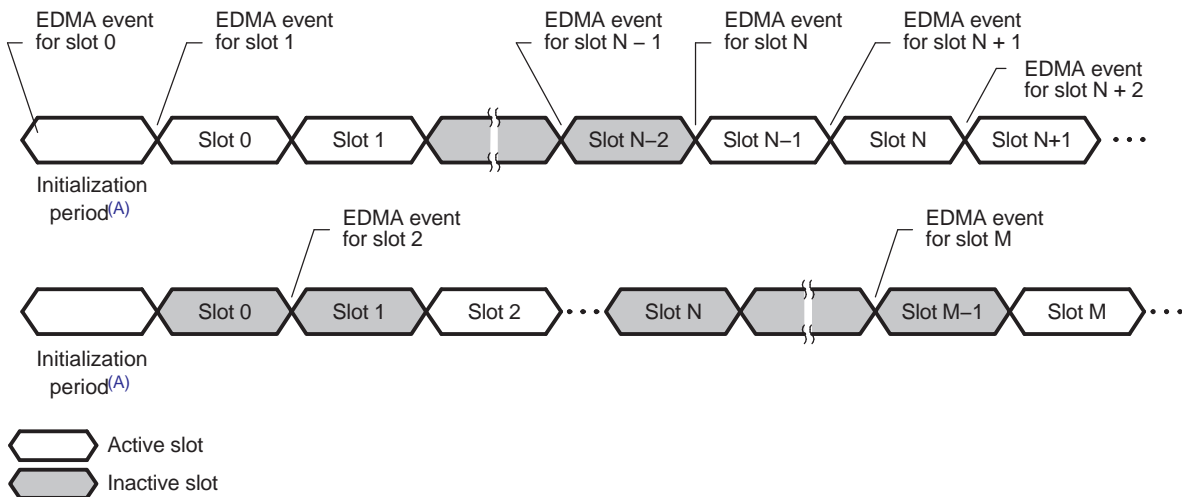 EDMA event
for slot 0
EDMA event
for slot 1
EDMA event
for slot N – 1
EDMA event
for slot N
EDMA event
for slot N + 1
EDMA event
for slot N + 2
Slot 0
Slot 1
Slot N–2
Slot N–1
Slot N
Slot N+1
Initialization
period(A)
EDMA event
for slot 2
EDMA event
for slot M
Slot 0
Slot 1
Slot 2
Slot N
Slot M–1
Slot M
Initialization
period(A)
Active slot
Inactive slot